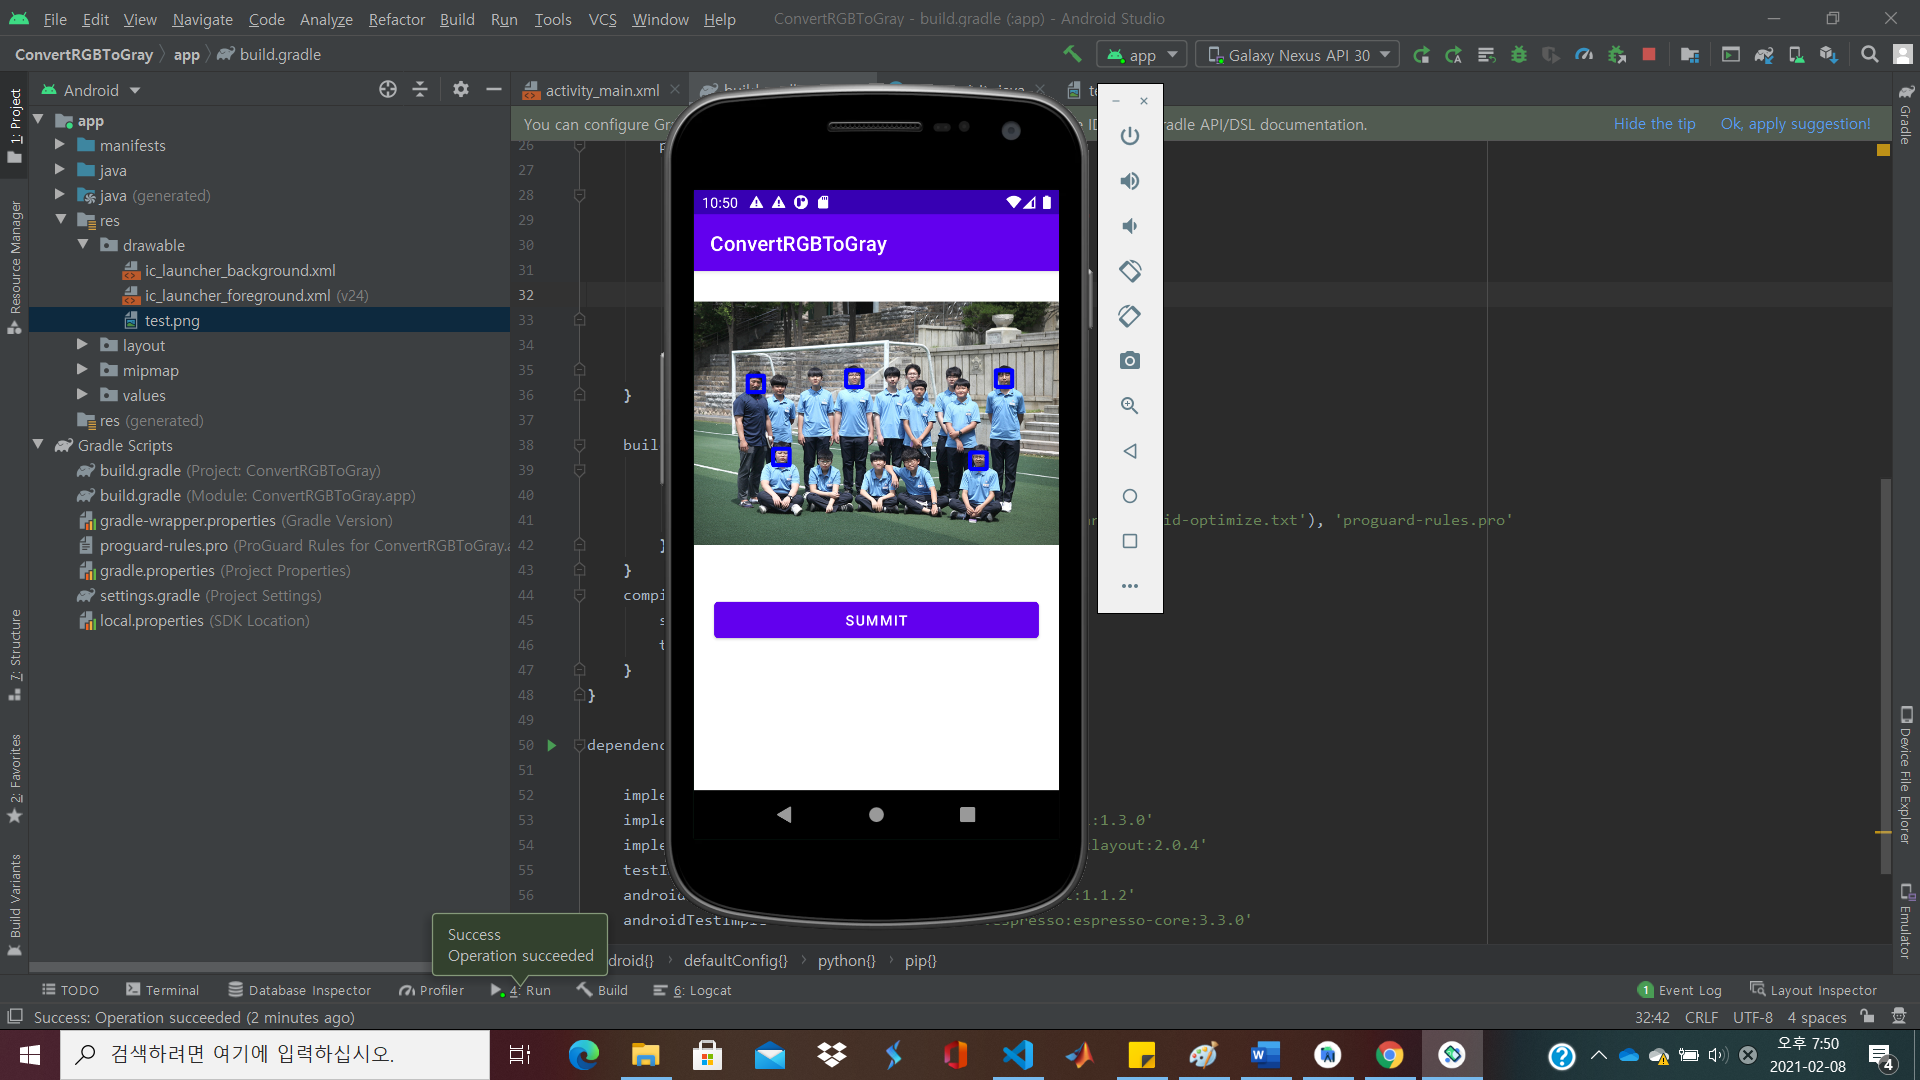 File Edit View Navigate Code Analyze Refactor Build Run Tools VCS Window Help ConvertRGBToGray - build.gradle (:app) - Android Studio
ConvertRGBToGray app build.gradle app Galaxy Nexus API 30
Android activity_main.xml
You can configure Gr radle API/DSL documentation. Hide the tip Ok, apply suggestion!
1: Project
Resource Manager
7: Structure
2: Favorites
Build Variants
app
manifests
java
java (generated)
res
drawable
ic_launcher_background.xml
ic_launcher_foreground.xml (v24)
test.png
layout
mipmap
values
res (generated)
Gradle Scripts
build.gradle (Project: ConvertRGBToGray)
build.gradle (Module: ConvertRGBToGray.app)
gradle-wrapper.properties (Gradle Version)
proguard-rules.pro (ProGuard Rules for ConvertRGBToGray.a
gradle.properties (Project Properties)
settings.gradle (Project Settings)
local.properties (SDK Location)
26 p
27
28
29
30
31
32
33
34
35
36 }
37
38 buil
39
40
41 id-optimize.txt'), 'proguard-rules.pro'
42 }
43 }
44 compi
45 s
46 t
47 }
48 }
49
50 dependenc
51
52 imple
53 imple :1.3.0'
54 imple layout:2.0.4'
55 testI
56 android :1.1.2'
androidTestImpl espresso:espresso-core:3.3.0'
10:50
ConvertRGBToGray
SUMMIT
Gradle
Device File Explorer
Emulator
Success
Operation succeeded
droid{} defaultConfig{} python{} pip{}
TODO Terminal Database Inspector Profiler 4: Run Build 6: Logcat 1 Event Log Layout Inspector
Success: Operation succeeded (2 minutes ago) 32:42 CRLF UTF-8 4 spaces
검색하려면 여기에 입력하십시오.
오후 7:50
2021-02-08
4